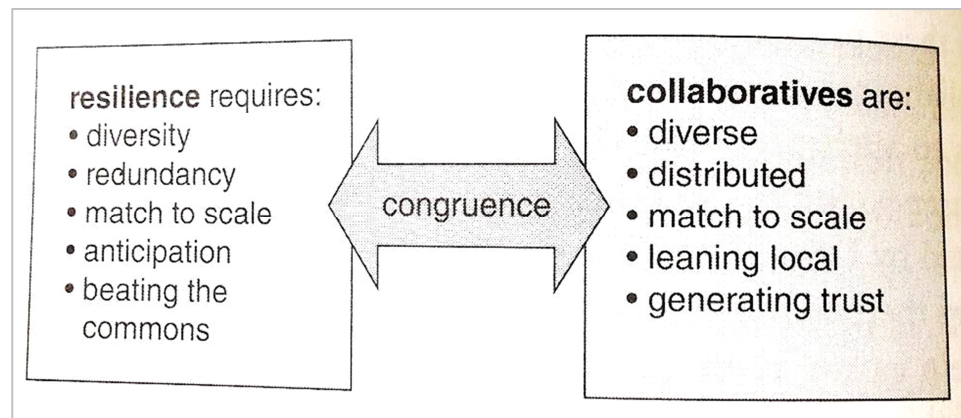 resilience requires:
• diversity
• redundancy
• match to scale
• anticipation
• beating the
commons
congruence
collaboratives are:
• diverse
• distributed
• match to scale
• leaning local
• generating trust